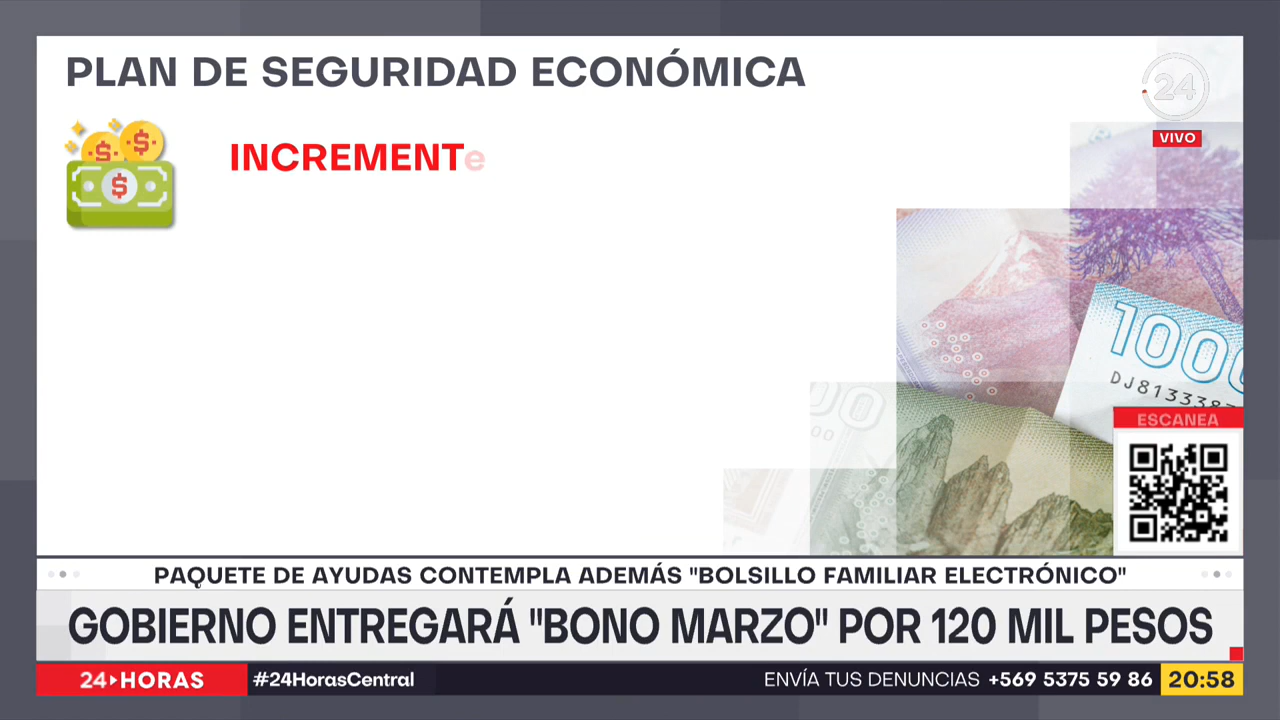 PLAN DE SEGURIDAD ECONÓMICA
24
VIVO
INCREMENTe
1000
ESCANEA
PAQUETE DE AYUDAS CONTEMPLA ADEMÁS "BOLSILLO FAMILIAR ELECTRÓNICO"
GOBIERNO ENTREGARÁ "BONO MARZO" POR 120 MIL PESOS
24 HORAS #24HorasCentral ENVÍA TUS DENUNCIAS +569 5375 59 86 20:58